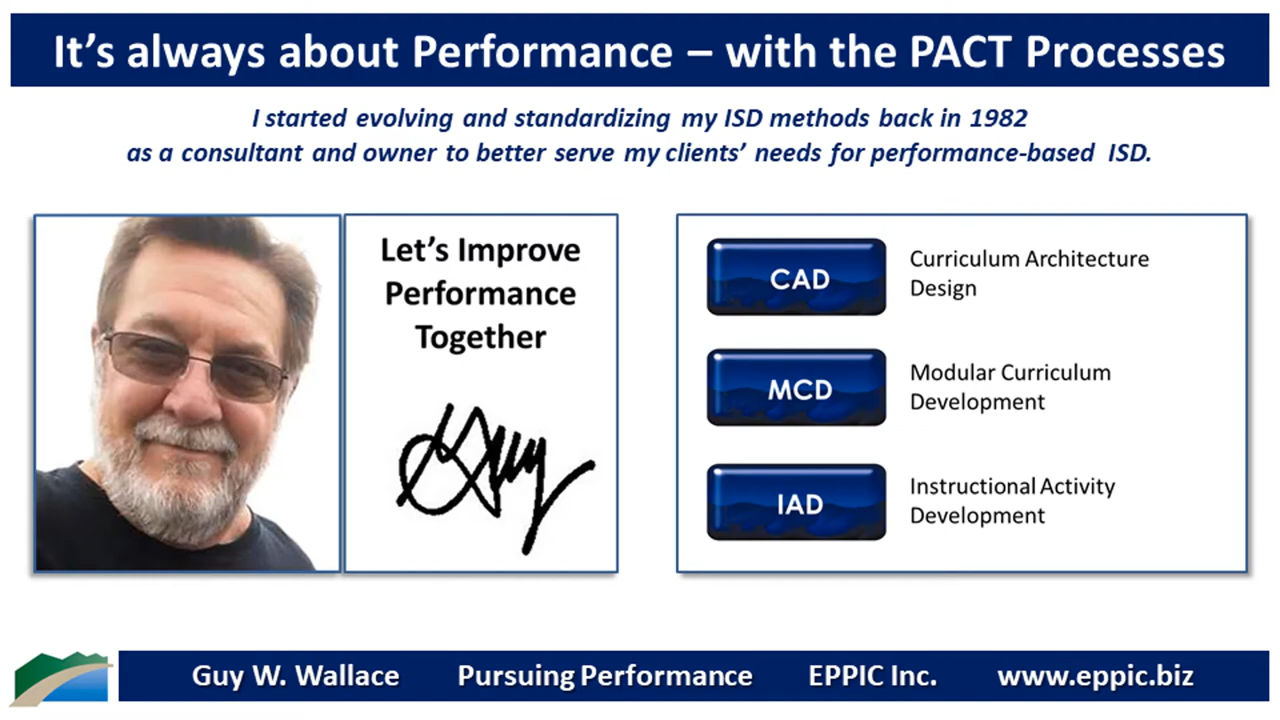 It's always about Performance – with the PACT Processes
I started evolving and standardizing my ISD methods back in 1982
as a consultant and owner to better serve my clients' needs for performance-based ISD.
Let's Improve
Performance
Together
Guy
CAD
Curriculum Architecture
Design
MCD
Modular Curriculum
Development
IAD
Instructional Activity
Development
Guy W. Wallace Pursuing Performance EPPIC Inc. www.eppic.biz